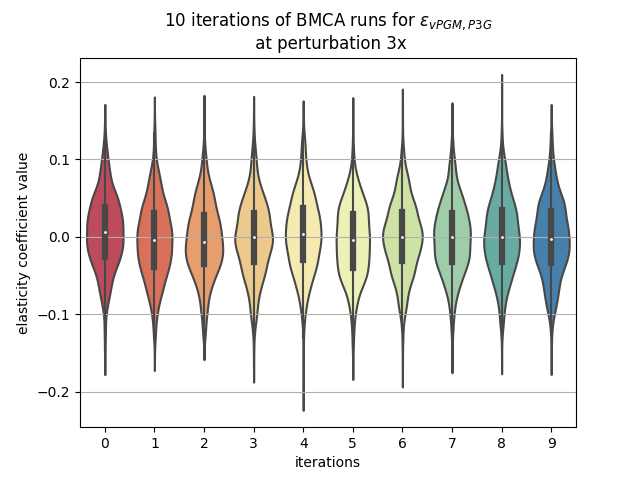 10 iterations of BMCA runs for ε_{vPGM, P3G}
at perturbation 3x
elasticity coefficient value
0.2
0.1
0.0
−0.1
−0.2
0 1 2 3 4 5 6 7 8 9
iterations